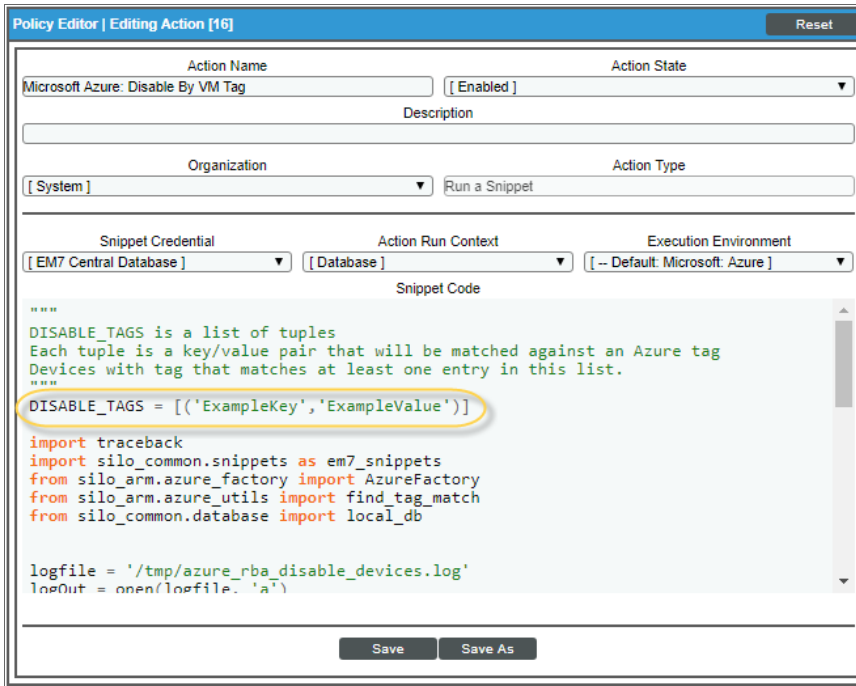 Policy Editor | Editing Action [16]
Reset
Action Name
Action State
Microsoft Azure: Disable By VM Tag
[ Enabled ]
Description
Organization
Action Type
[ System ]
Run a Snippet
Snippet Credential
Action Run Context
Execution Environment
[ EM7 Central Database ]
[ Database ]
[ -- Default: Microsoft: Azure ]
Snippet Code
"""
DISABLE_TAGS is a list of tuples
Each tuple is a key/value pair that will be matched against an Azure tag
Devices with tag that matches at least one entry in this list.
"""
DISABLE_TAGS = [('ExampleKey','ExampleValue')]
import traceback
import silo_common.snippets as em7_snippets
from silo_arm.azure_factory import AzureFactory
from silo_arm.azure_utils import find_tag_match
from silo_common.database import local_db
logfile = '/tmp/azure_rba_disable_devices.log'
logOut = open(logfile, 'a')
Save
Save As